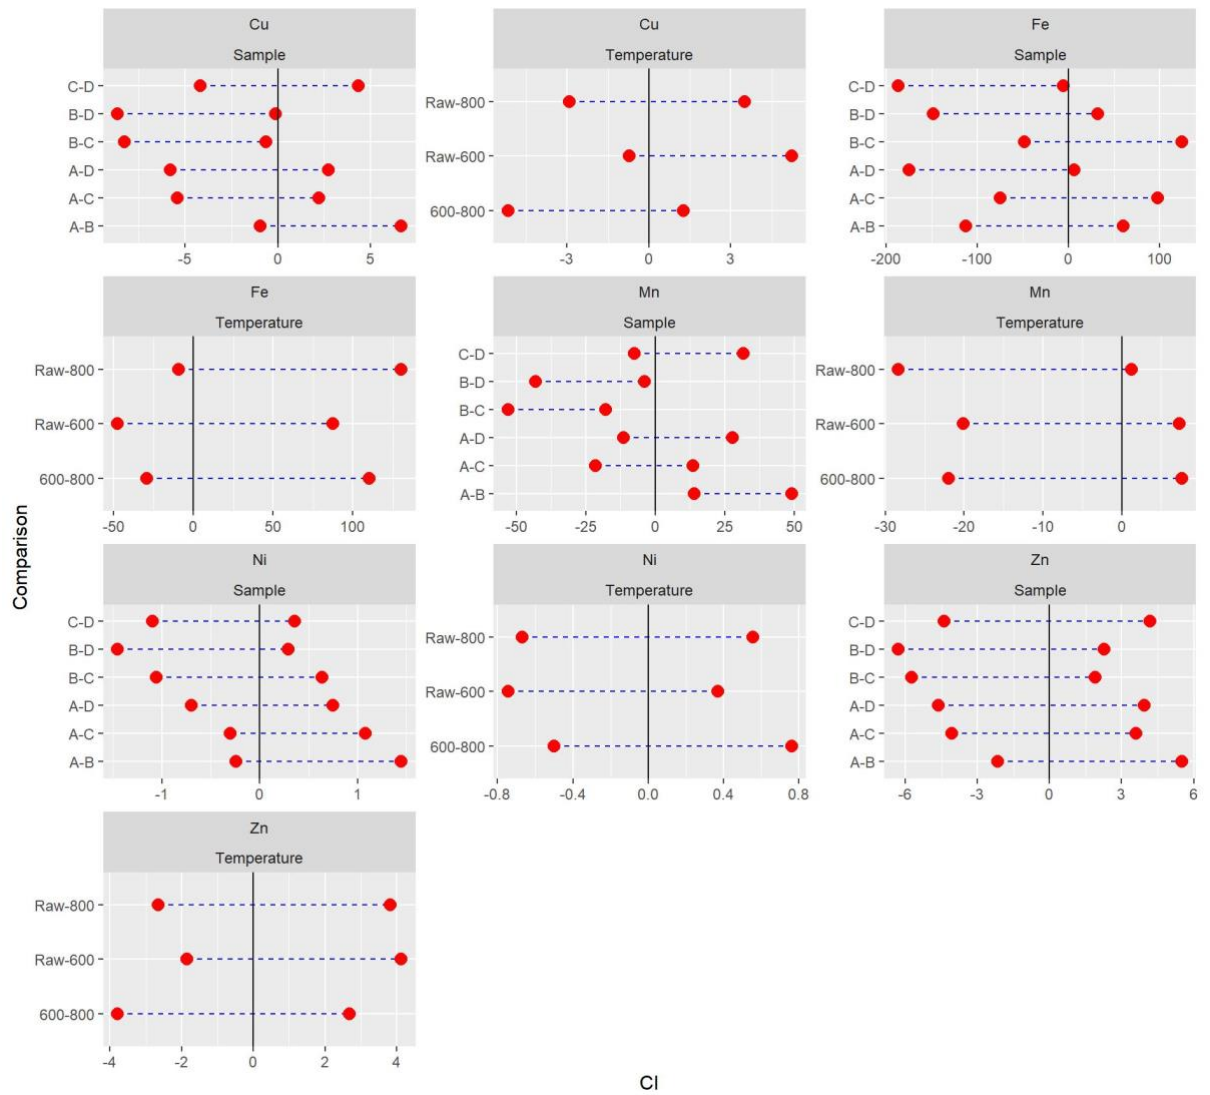 Cu
Sample
C-D
B-D
B-C
A-D
A-C
A-B
-5 0 5
Cu
Temperature
Raw-800
Raw-600
600-800
-3 0 3
Fe
Sample
C-D
B-D
B-C
A-D
A-C
A-B
-200 -100 0 100
Fe
Temperature
Raw-800
Raw-600
600-800
-50 0 50 100
Mn
Sample
C-D
B-D
B-C
A-D
A-C
A-B
-50 -25 0 25 50
Mn
Temperature
Raw-800
Raw-600
600-800
-30 -20 -10 0
Comparison
Ni
Sample
C-D
B-D
B-C
A-D
A-C
A-B
-1 0 1
Ni
Temperature
Raw-800
Raw-600
600-800
-0.8 -0.4 0.0 0.4 0.8
Zn
Sample
C-D
B-D
B-C
A-D
A-C
A-B
-6 -3 0 3 6
Zn
Temperature
Raw-800
Raw-600
600-800
-4 -2 0 2 4
CI